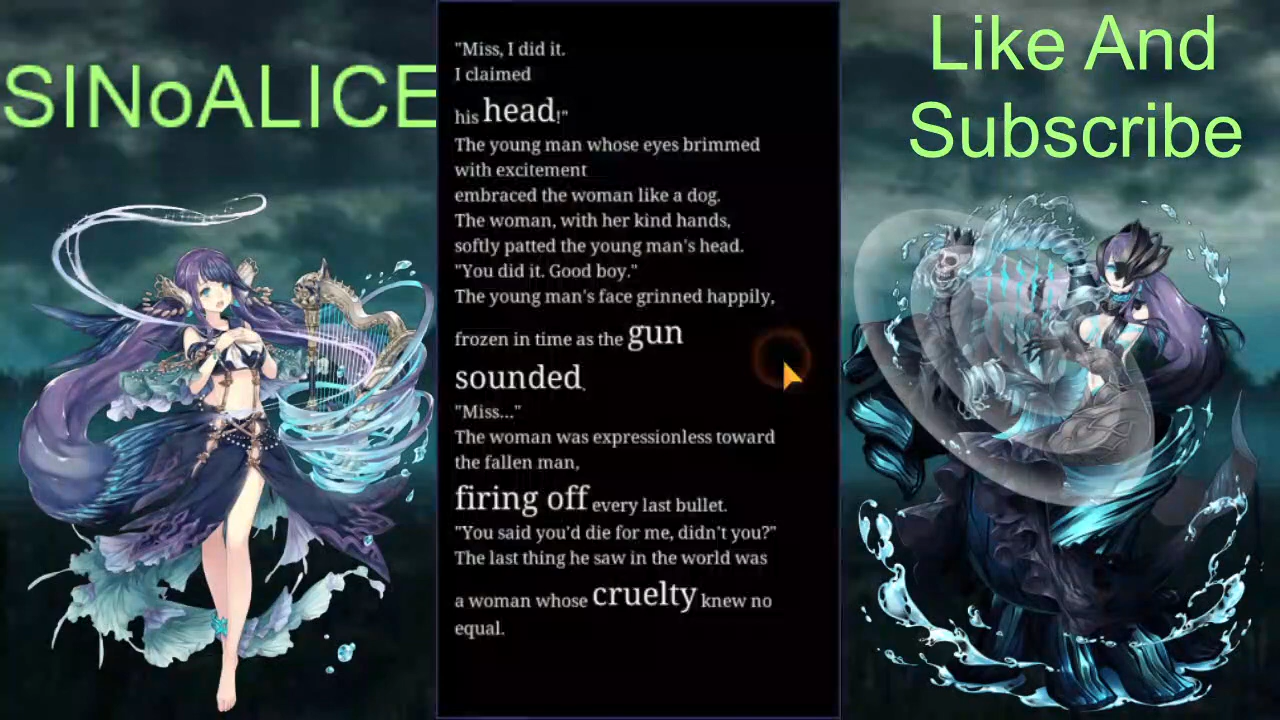 SINoALICE
"Miss, I did it.
I claimed
his head!"
The young man whose eyes brimmed
with excitement
embraced the woman like a dog.
The woman, with her kind hands,
softly patted the young man's head.
"You did it. Good boy."
The young man's face grinned happily,
frozen in time as the gun
sounded.
"Miss..."
The woman was expressionless toward
the fallen man,
firing off every last bullet.
"You said you'd die for me, didn't you?"
The last thing he saw in the world was
a woman whose cruelty knew no
equal.
Like And
Subscribe